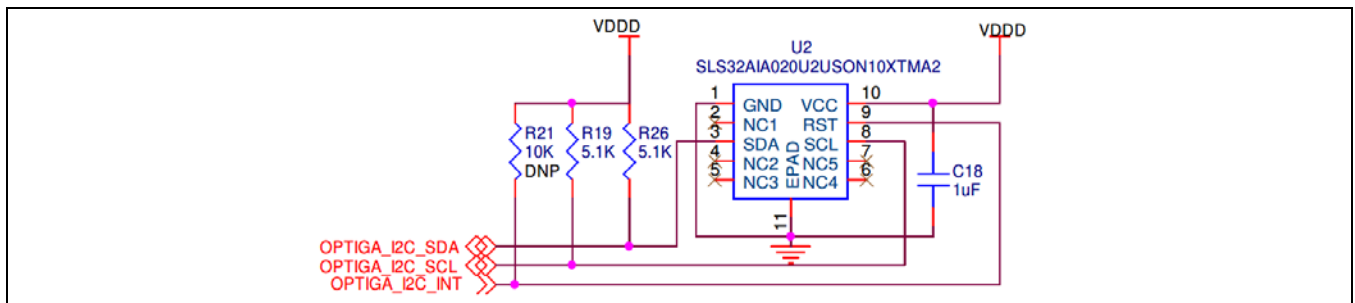 VDDD
VDDD
U2
SLS32AIA020U2USON10XTMA2
1 GND VCC 10
2 NC1 RST 9
3 SDA SCL 8
4 NC2 NC5 7
5 NC3 NC4 6
EPAD
11
R21
10K
DNP
R19
5.1K
R26
5.1K
C18
1uF
OPTIGA_I2C_SDA
OPTIGA_I2C_SCL
OPTIGA_I2C_INT